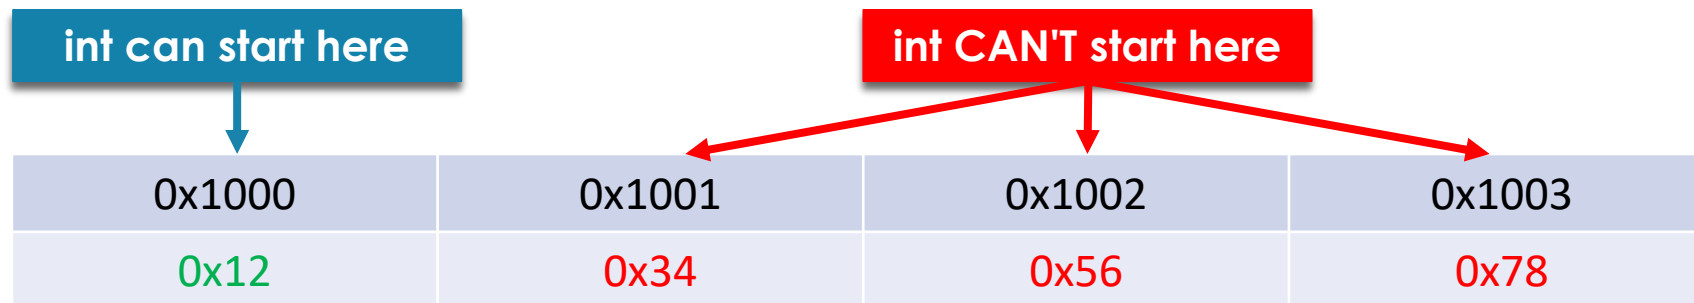 int can start here
int CAN'T start here
0x1000 0x1001 0x1002 0x1003
0x12 0x34 0x56 0x78